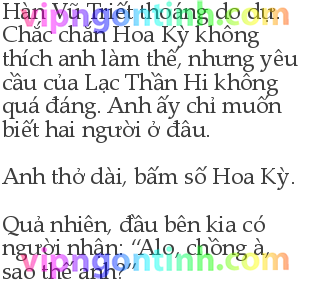 Hàn Vũ Triết thoáng do dự.
Chắc chắn Hoa Kỳ không
thích anh làm thế, nhưng yêu
cầu của Lạc Thần Hi không
quá đáng. Anh ấy chỉ muốn
biết hai người ở đâu.
Anh thở dài, bấm số Hoa Kỳ.
Quả nhiên, đầu bên kia có
người nhận: “Alo, chồng à,
sao thế anh?”
vipngontinh.com
vipngontinh.com